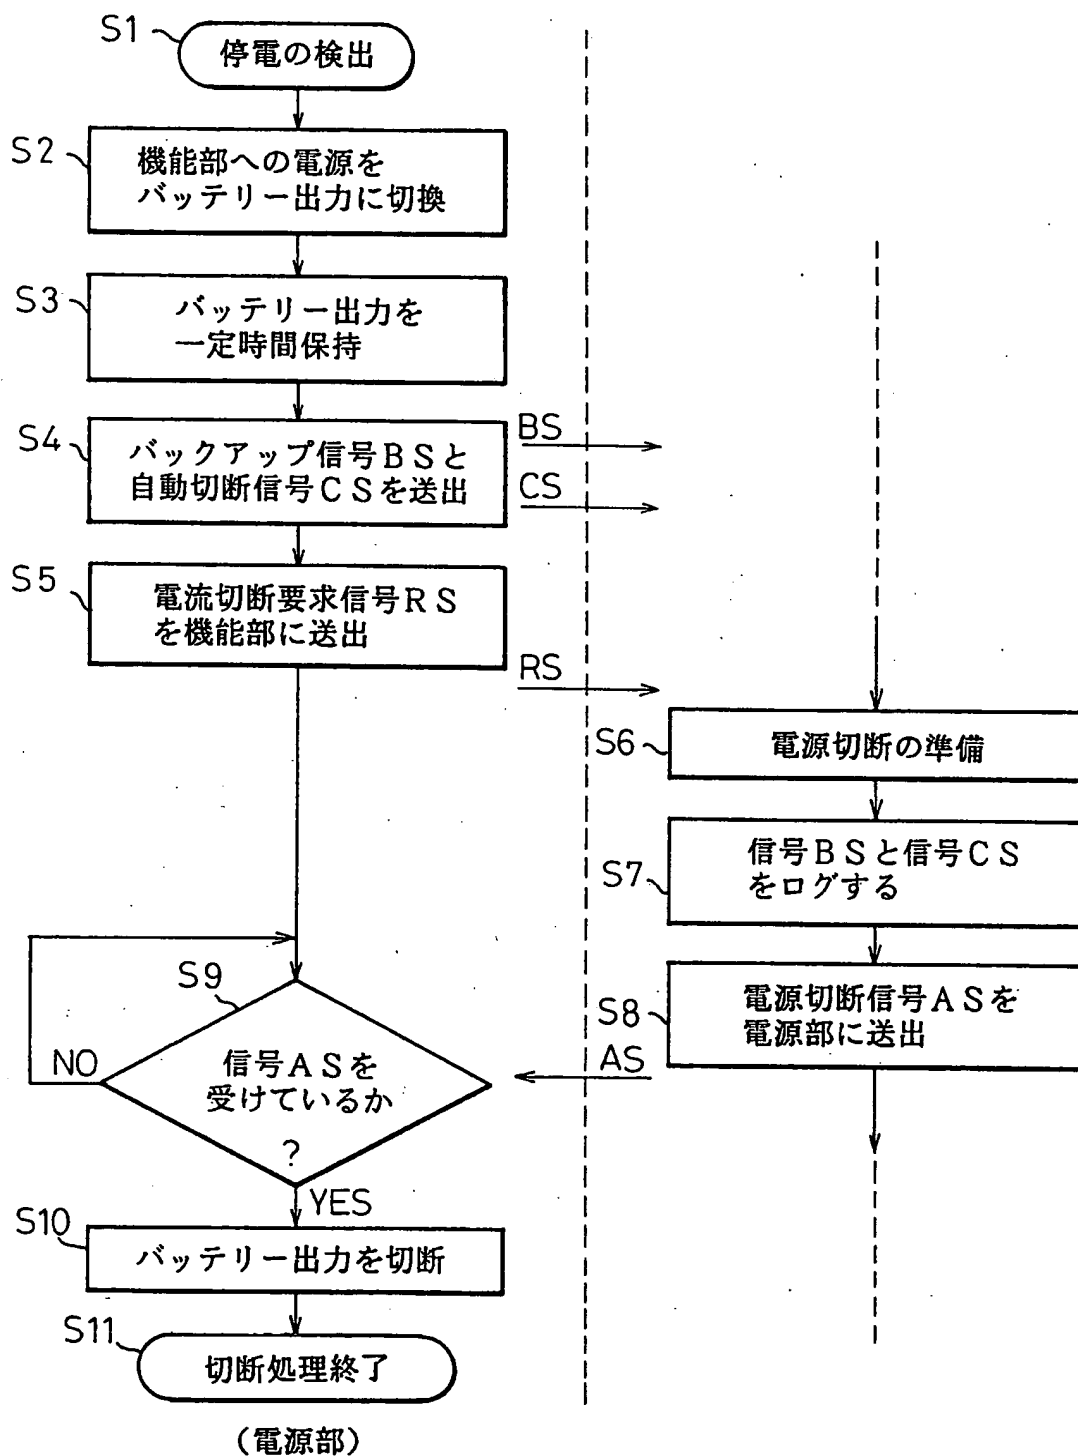 S1
停電の検出
S2
機能部への電源を
バッテリー出力に切換
S3
バッテリー出力を
一定時間保持
S4
バックアップ信号BSと
自動切断信号CSを送出
BS
CS
S5
電流切断要求信号RS
を機能部に送出
RS
S6
電源切断の準備
S7
信号BSと信号CS
をログする
S8
電源切断信号ASを
電源部に送出
AS
S9
信号ASを
受けているか
?
NO
YES
S10
バッテリー出力を切断
S11
切断処理終了
(電源部)